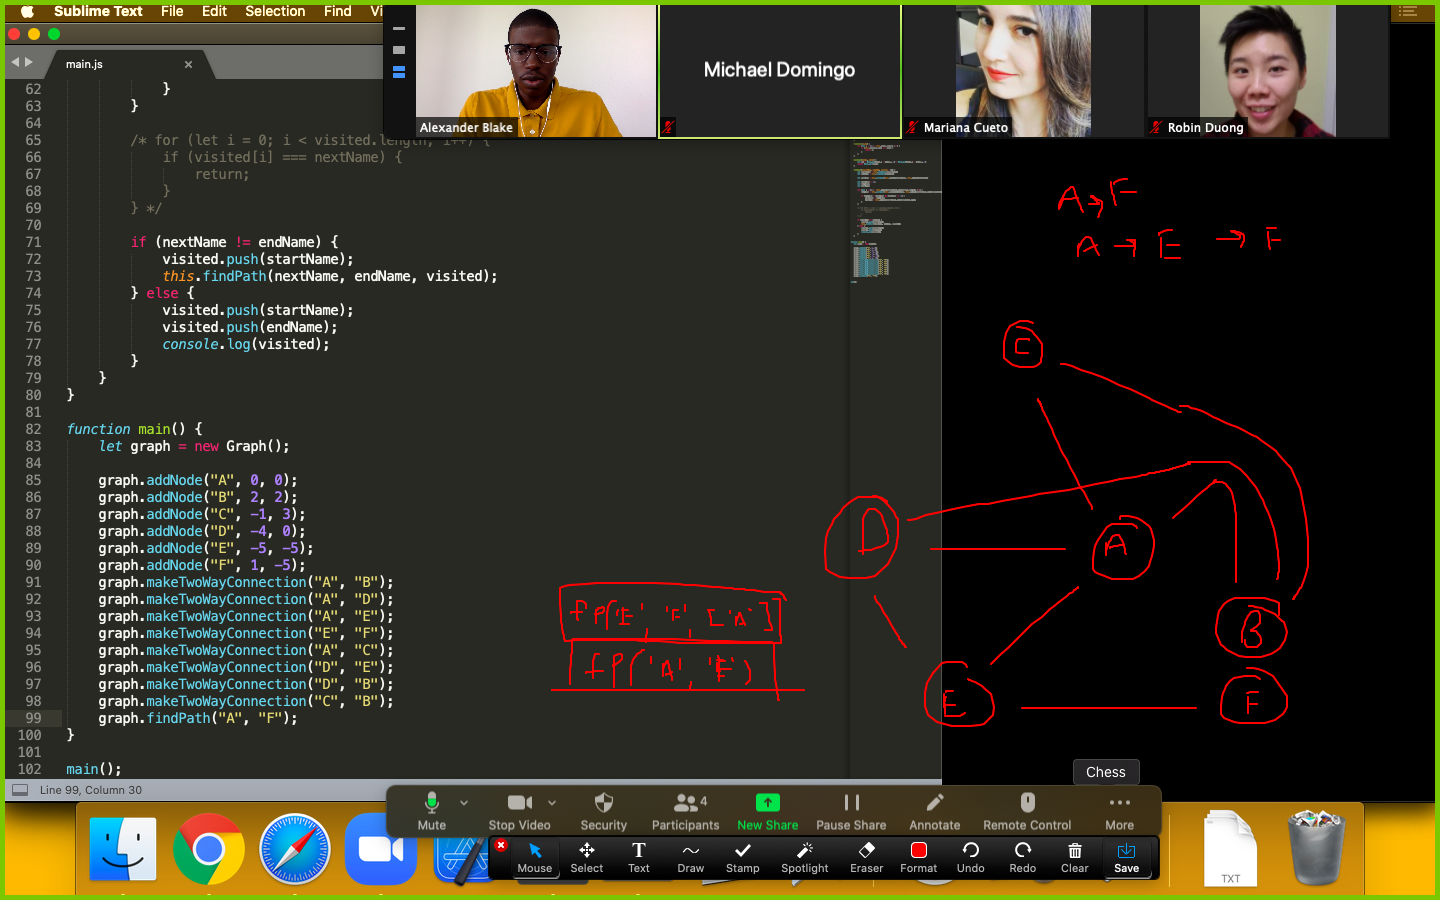 Sublime Text File Edit Selection Find
main.js
Alexander Blake
Michael Domingo
Mariana Cueto
Robin Duong
62 }
63 }
64
65 /* for (let i = 0; i < visited.length; i++) {
66 if (visited[i] === nextName) {
67 return;
68 }
69 } */
70
71 if (nextName != endName) {
72 visited.push(startName);
73 this.findPath(nextName, endName, visited);
74 } else {
75 visited.push(startName);
76 visited.push(endName);
77 console.log(visited);
78 }
79 }
80 }
81
82 function main() {
83 let graph = new Graph();
84
85 graph.addNode("A", 0, 0);
86 graph.addNode("B", 2, 2);
87 graph.addNode("C", -1, 3);
88 graph.addNode("D", -4, 0);
89 graph.addNode("E", -5, -5);
90 graph.addNode("F", 1, -5);
91 graph.makeTwoWayConnection("A", "B");
92 graph.makeTwoWayConnection("A", "D");
93 graph.makeTwoWayConnection("A", "E");
94 graph.makeTwoWayConnection("E", "F");
95 graph.makeTwoWayConnection("A", "C");
96 graph.makeTwoWayConnection("D", "E");
97 graph.makeTwoWayConnection("D", "B");
98 graph.makeTwoWayConnection("C", "B");
99 graph.findPath("A", "F");
100 }
101
102 main();
A → F
A → E → F
C
D
A
B
E
F
fP('E', 'F', ['A']
fP('A', 'F')
Line 99, Column 30
Chess
4
Mute Stop Video Security Participants New Share Pause Share Annotate Remote Control More
Mouse Select Text Draw Stamp Spotlight Eraser Format Undo Redo Clear Save
TXT